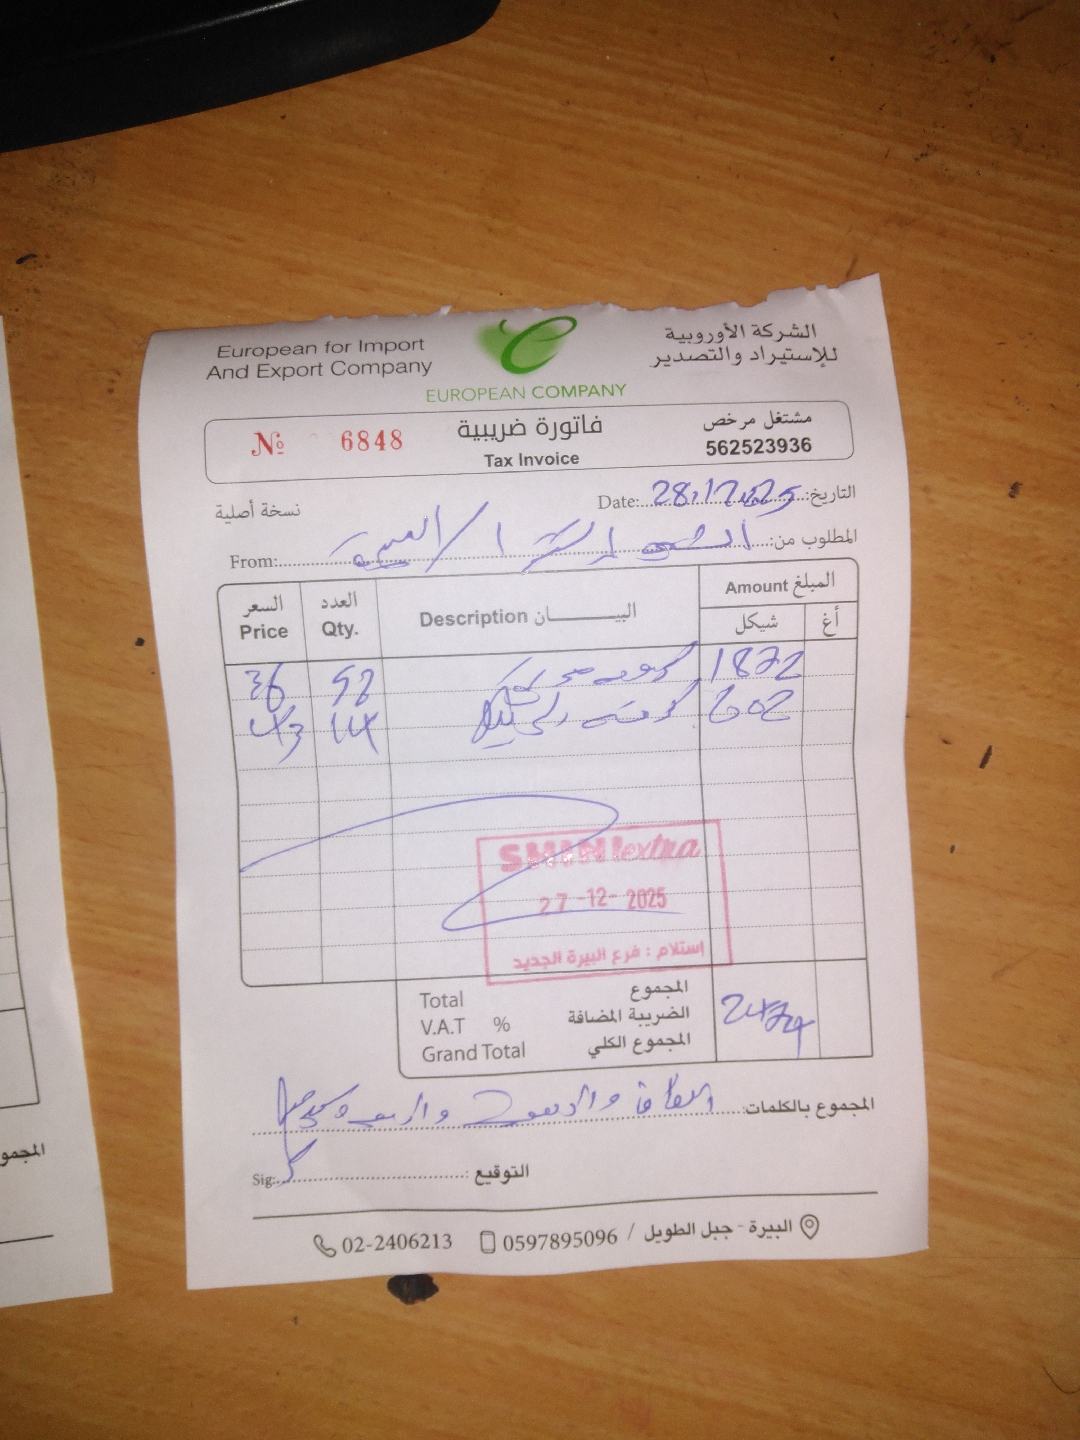 European for Import
And Export Company
EUROPEAN COMPANY
الشركة الأوروبية
للإستيراد والتصدير
№ 6848
فاتورة ضريبية
Tax Invoice
مشتغل مرخص
562523936
نسخة أصلية
التاريخ: Date: 28.12.2025
المطلوب من: From:
السعر Price العدد Qty. البيـــــان Description المبلغ Amount
شيكل أغ
36 52 1872
43 14 602
SHINI extra
27-12-2025
إستلام : فرع البيرة الجديد
Total المجموع
V.A.T % الضريبة المضافة
Grand Total المجموع الكلي
2474
المجموع بالكلمات:
التوقيع : Sig:
02-2406213 0597895096 / البيرة - جبل الطويل
المجمو